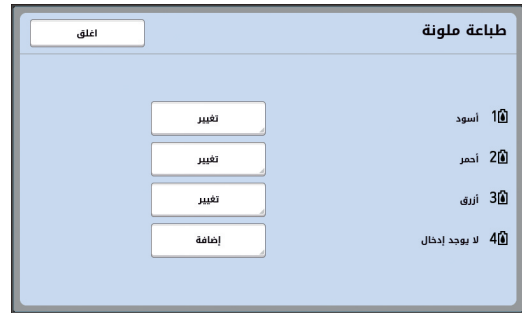 طباعة ملونة
اغلق
1 أسود
تغيير
2 أحمر
تغيير
3 أزرق
تغيير
4 لا يوجد إدخال
إضافة